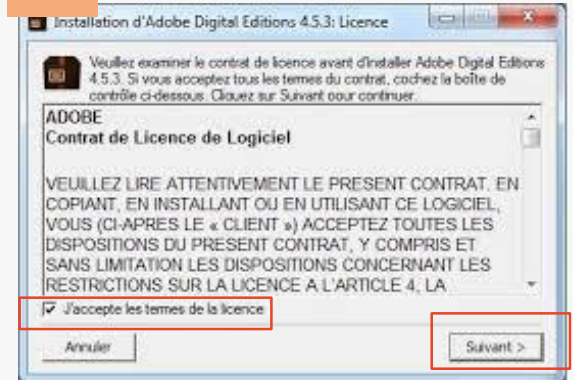 Installation d'Adobe Digital Editions 4.5.3: Licence
Veuillez examiner le contrat de licence avant d'installer Adobe Digital Editions
4.5.3. Si vous acceptez tous les termes du contrat, cochez la boîte de
contrôle ci-dessous. Cliquez sur Suivant pour continuer.
ADOBE
Contrat de Licence de Logiciel
VEUILLEZ LIRE ATTENTIVEMENT LE PRESENT CONTRAT. EN
COPIANT, EN INSTALLANT OU EN UTILISANT CE LOGICIEL,
VOUS (CI-APRES LE « CLIENT ») ACCEPTEZ TOUTES LES
DISPOSITIONS DU PRESENT CONTRAT, Y COMPRIS ET
SANS LIMITATION LES DISPOSITIONS CONCERNANT LES
RESTRICTIONS SUR LA LICENCE A L'ARTICLE 4, LA
J'accepte les termes de la licence
Annuler
Suivant >